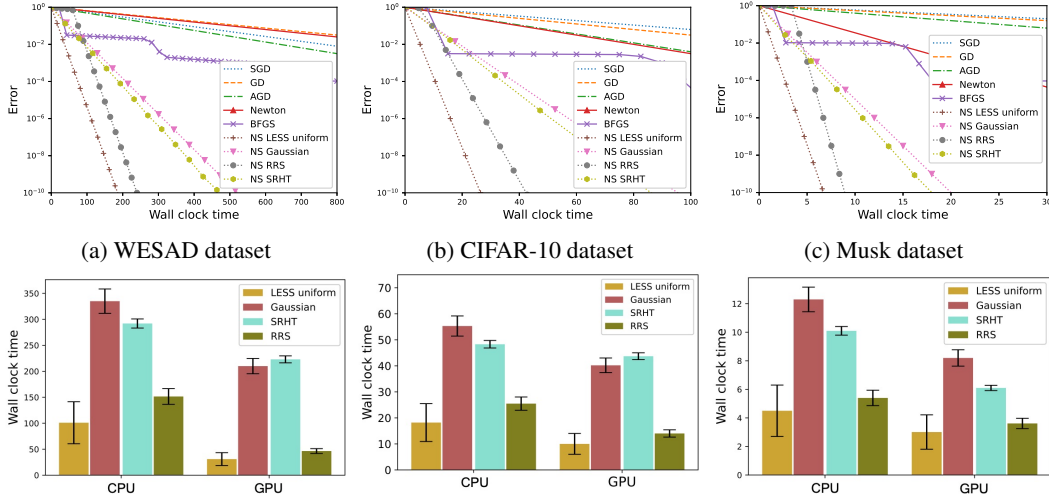 Error
10^0
10^-2
10^-4
10^-6
10^-8
10^-10
0 100 200 300 400 500 600 700 800
Wall clock time
SGD
GD
AGD
Newton
BFGS
NS LESS uniform
NS Gaussian
NS RRS
NS SRHT
(a) WESAD dataset
Error
10^0
10^-2
10^-4
10^-6
10^-8
10^-10
0 20 40 60 80 100
Wall clock time
SGD
GD
AGD
Newton
BFGS
NS LESS uniform
NS Gaussian
NS RRS
NS SRHT
(b) CIFAR-10 dataset
Error
10^0
10^-2
10^-4
10^-6
10^-8
10^-10
0 5 10 15 20 25 30
Wall clock time
SGD
GD
AGD
Newton
BFGS
NS LESS uniform
NS Gaussian
NS RRS
NS SRHT
(c) Musk dataset
Wall clock time
350
300
250
200
150
100
50
0
LESS uniform
Gaussian
SRHT
RRS
CPU GPU
Wall clock time
70
60
50
40
30
20
10
0
LESS uniform
Gaussian
SRHT
RRS
CPU GPU
Wall clock time
12
10
8
6
4
2
0
LESS uniform
Gaussian
SRHT
RRS
CPU GPU